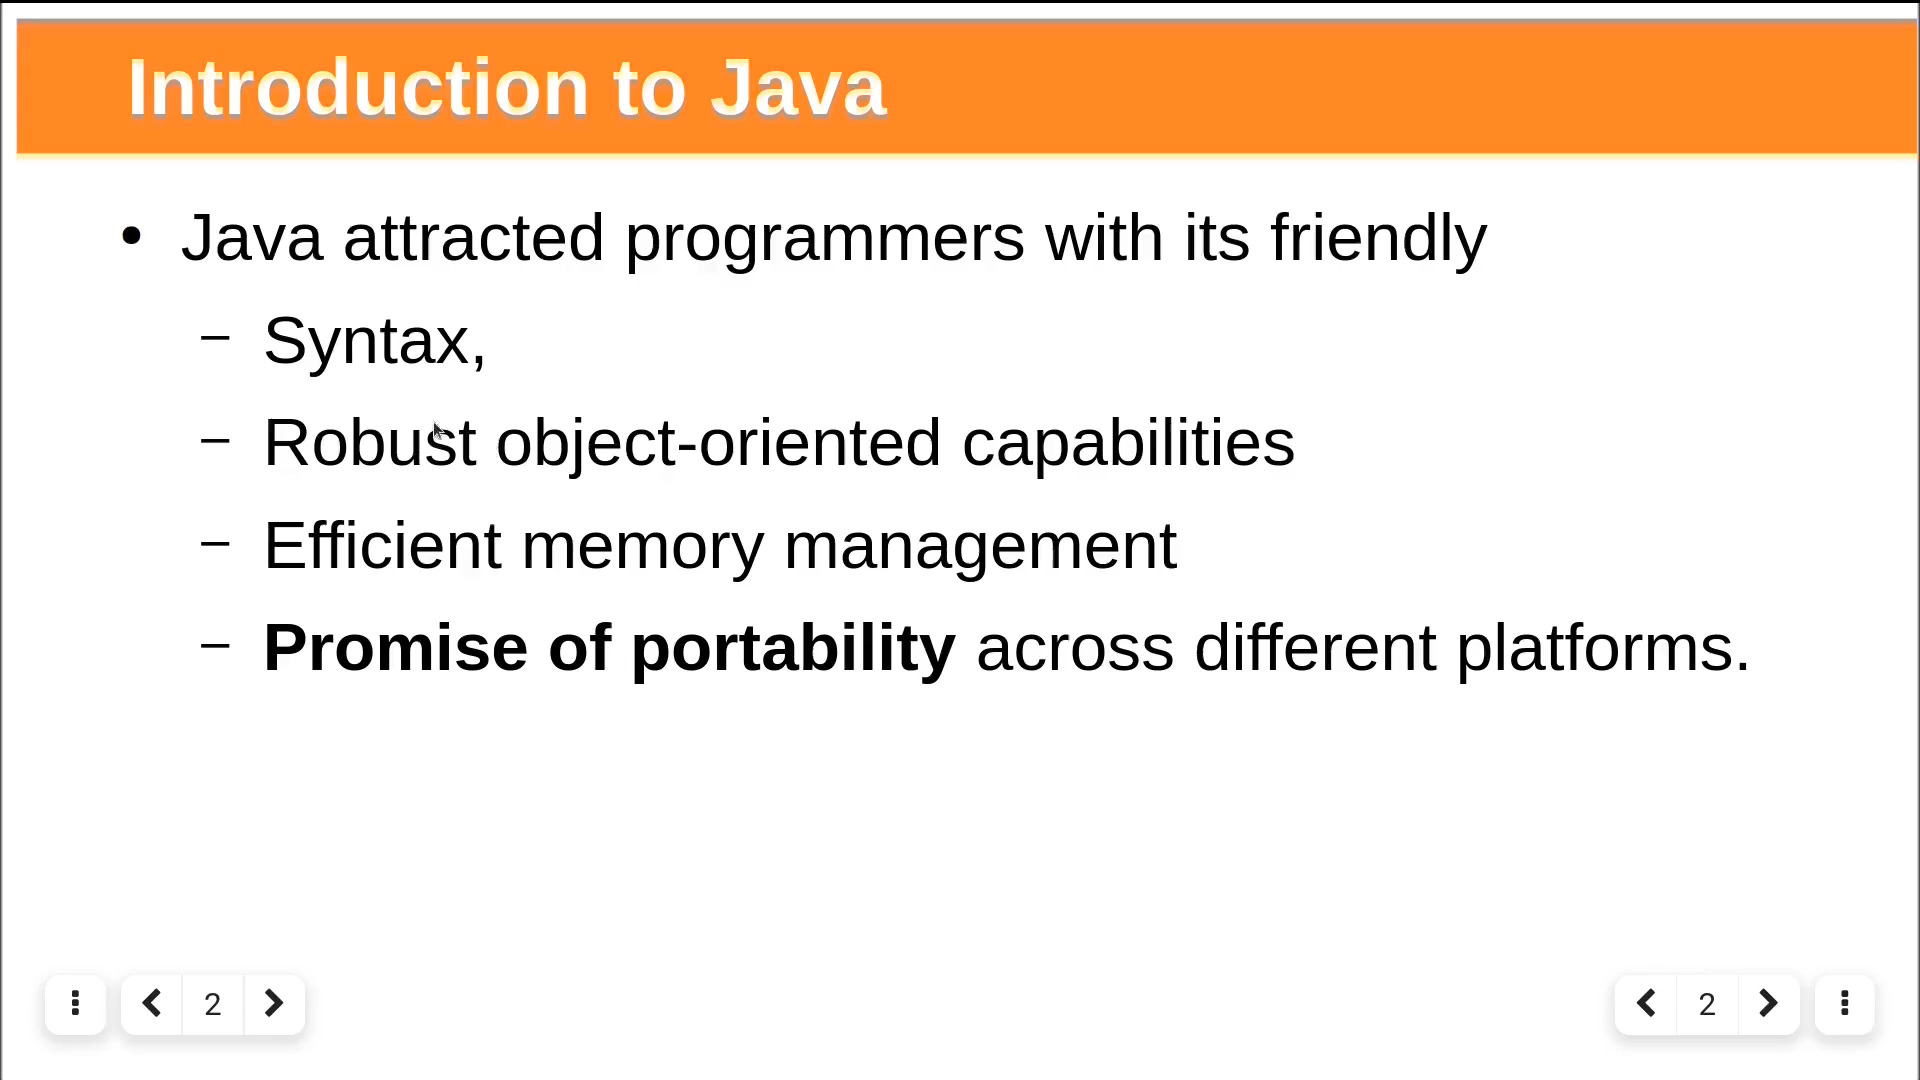 Introduction to Java
• Java attracted programmers with its friendly
– Syntax,
– Robust object-oriented capabilities
– Efficient memory management
– Promise of portability across different platforms.
2
2